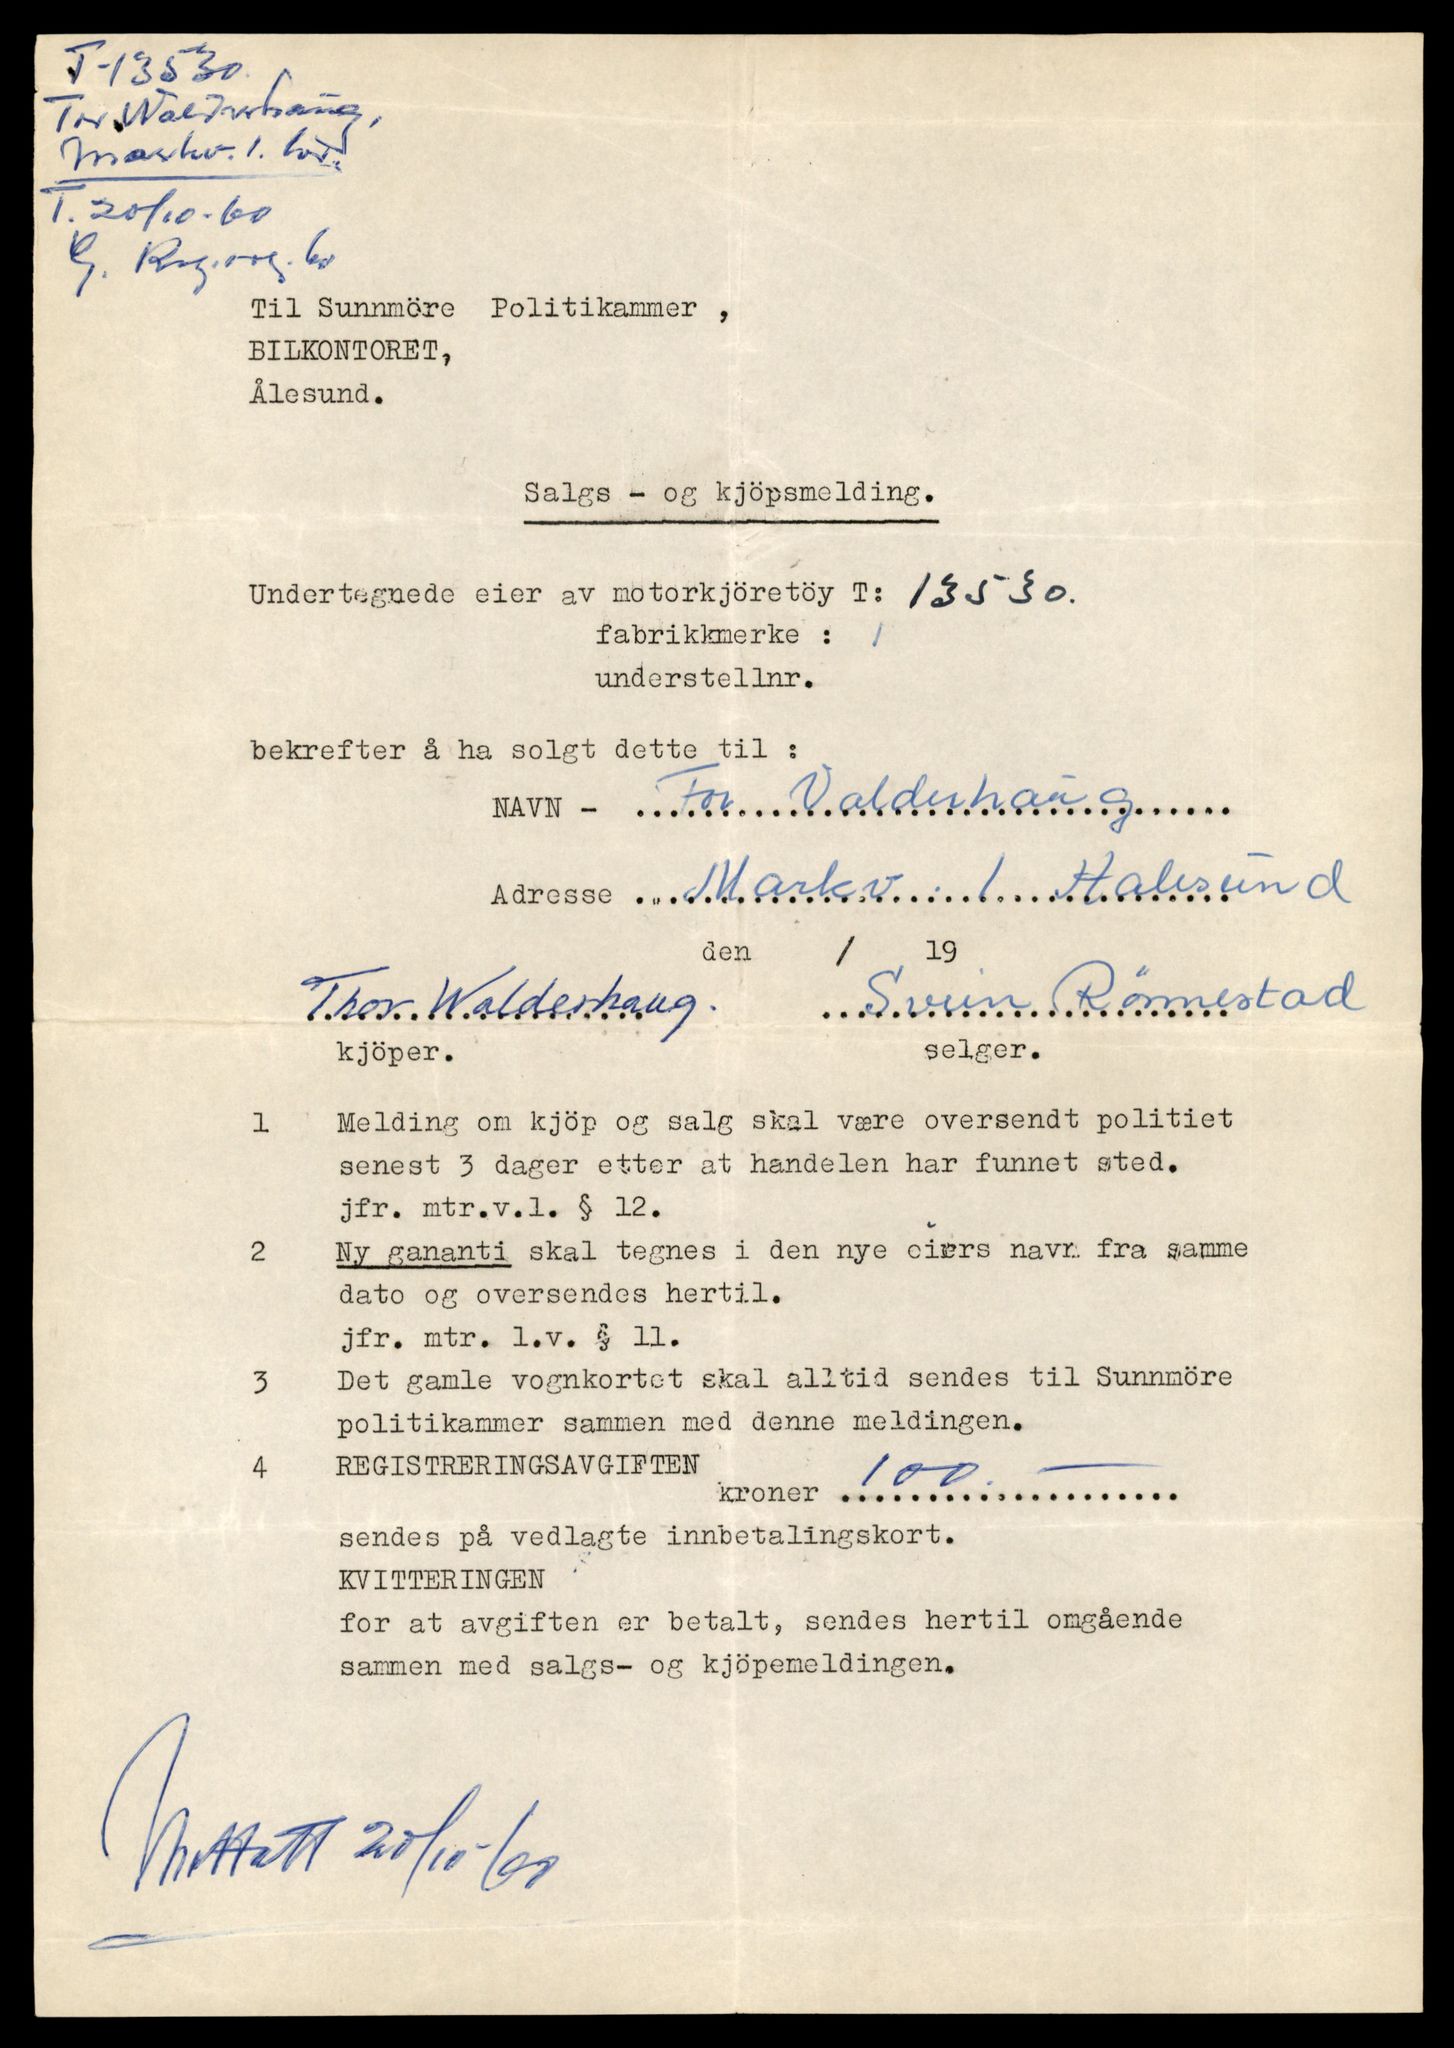 T-13530.
Tor Walderhaug,
Markv. 1.
T. 20/10-60
G.
Til Sunnmöre Politikammer ,
BILKONTORET,
Ålesund.
Salgs - og kjöpsmelding.
Undertegnede eier av motorkjöretöy T: 13530.
fabrikkmerke :
understellnr.
bekrefter å ha solgt dette til :
NAVN - Tor Valderhaug
Adresse Markv. 1 Aalesund
den / 19
Thor Walderhaug. Svein Rönnestad
kjöper. selger.
1 Melding om kjöp og salg skal være oversendt politiet
senest 3 dager etter at handelen har funnet sted.
jfr. mtr.v.l. § 12.
2 Ny gananti skal tegnes i den nye eiers navn fra samme
dato og oversendes hertil.
jfr. mtr. l.v. § 11.
3 Det gamle vognkortet skal alltid sendes til Sunnmöre
politikammer sammen med denne meldingen.
4 REGISTRERINGSAVGIFTEN
kroner 100.—
sendes på vedlagte innbetalingskort.
KVITTERINGEN
for at avgiften er betalt, sendes hertil omgående
sammen med salgs- og kjöpemeldingen.
Mottatt 20/10-60